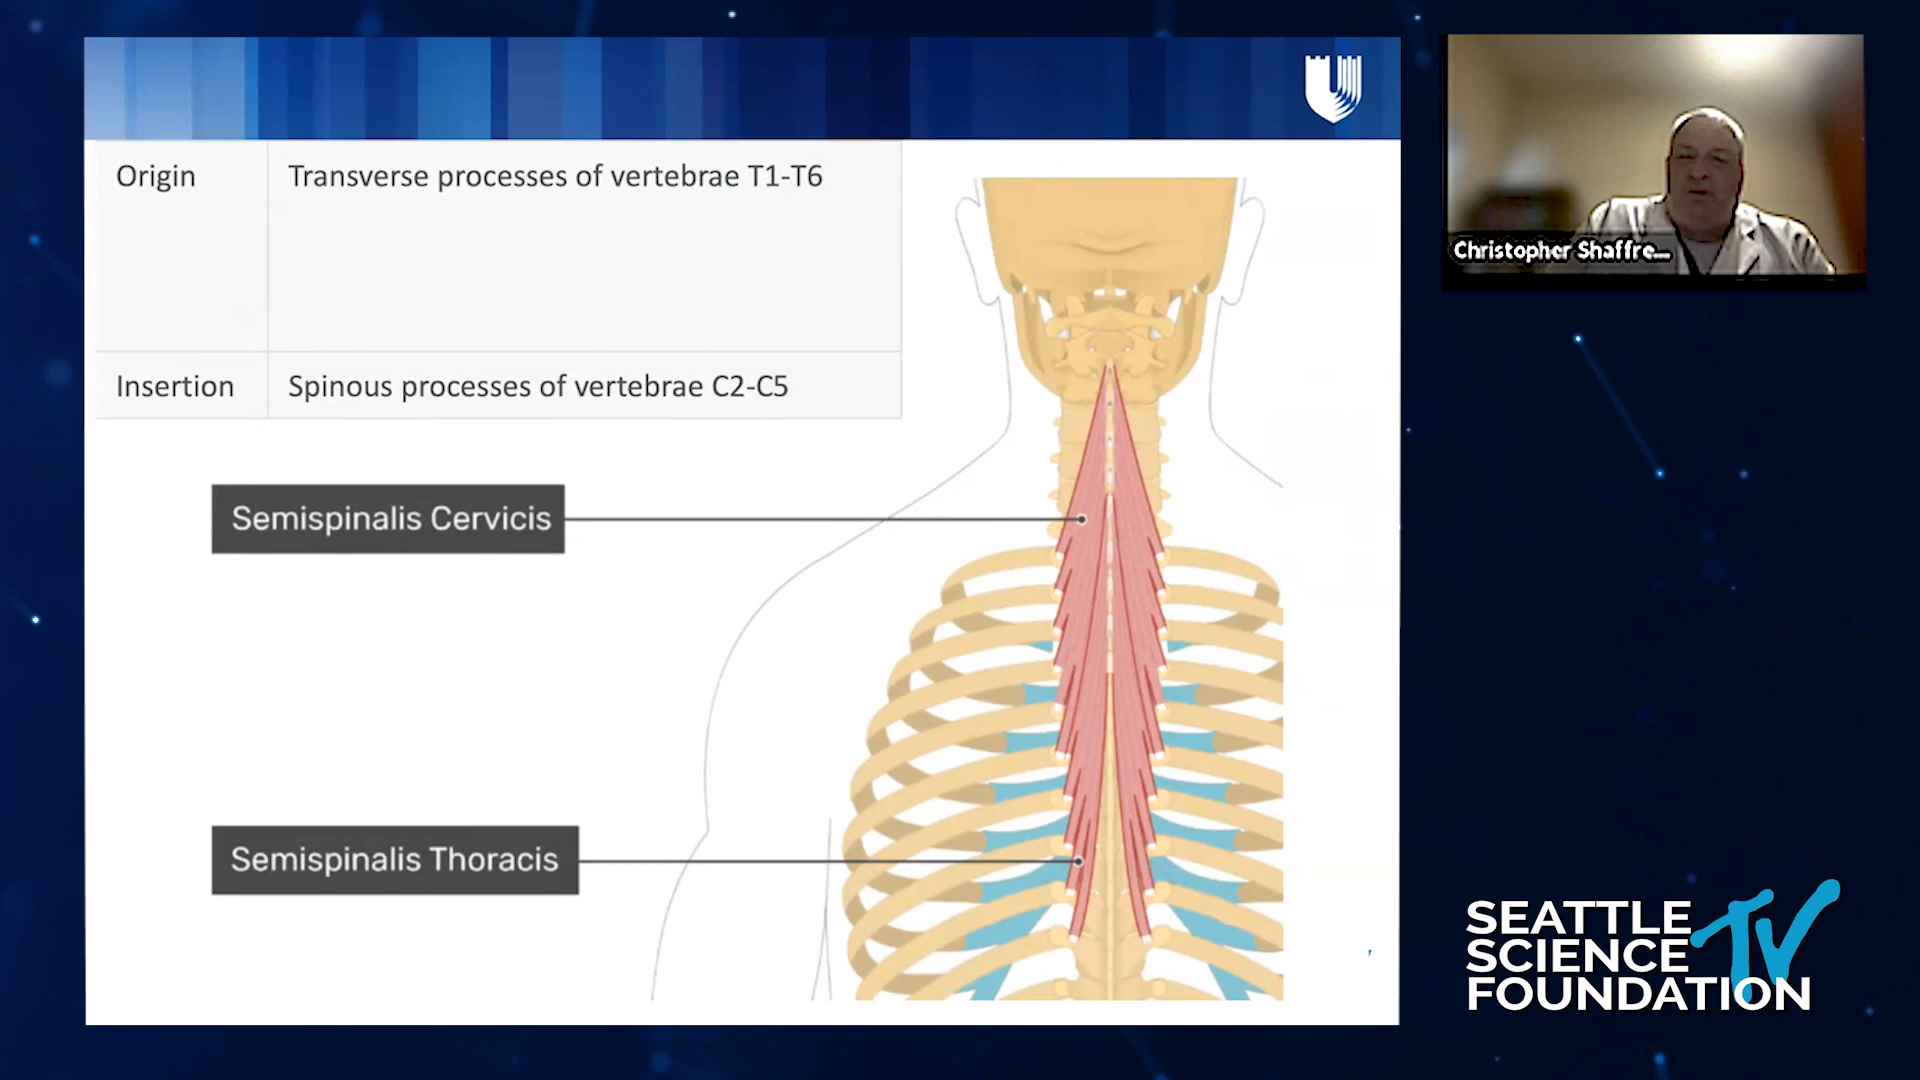 Origin
Transverse processes of vertebrae T1-T6
Insertion
Spinous processes of vertebrae C2-C5
Semispinalis Cervicis
Semispinalis Thoracis
Christopher Shaffre...
SEATTLE
SCIENCE TV
FOUNDATION